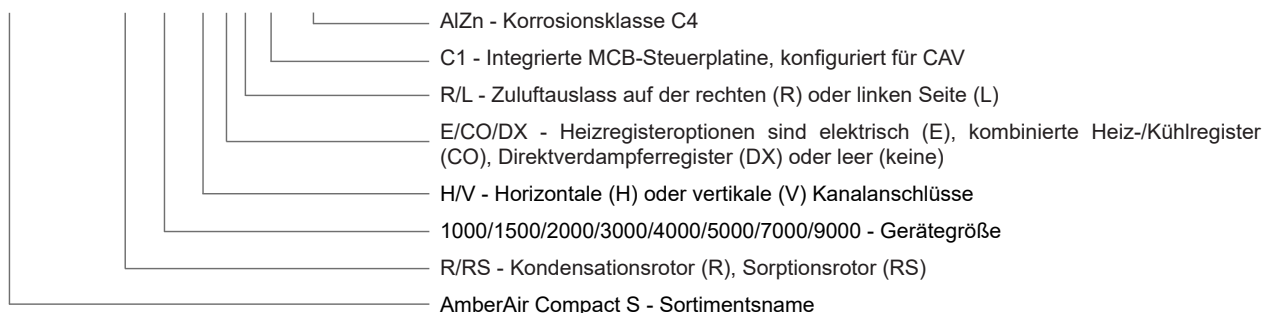 AlZn - Korrosionsklasse C4
C1 - Integrierte MCB-Steuerplatine, konfiguriert für CAV
R/L - Zuluftauslass auf der rechten (R) oder linken Seite (L)
E/CO/DX - Heizregisteroptionen sind elektrisch (E), kombinierte Heiz-/Kühlregister
(CO), Direktverdampferregister (DX) oder leer (keine)
H/V - Horizontale (H) oder vertikale (V) Kanalanschlüsse
1000/1500/2000/3000/4000/5000/7000/9000 - Gerätegröße
R/RS - Kondensationsrotor (R), Sorptionsrotor (RS)
AmberAir Compact S - Sortimentsname